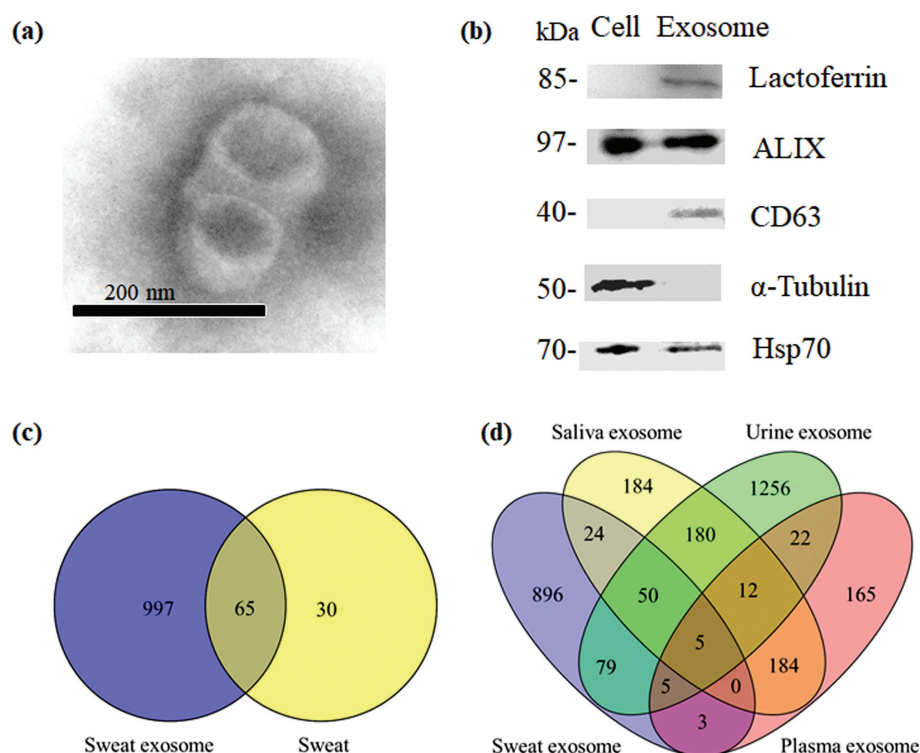 (a)
200 nm
(b)
kDa Cell Exosome
85- Lactoferrin
97- ALIX
40- CD63
50- α-Tubulin
70- Hsp70
(c)
997 65 30
Sweat exosome Sweat
(d)
Saliva exosome Urine exosome
184 1256
24 180 22
896 50 12 165
5
79 5 0 184
3
Sweat exosome Plasma exosome